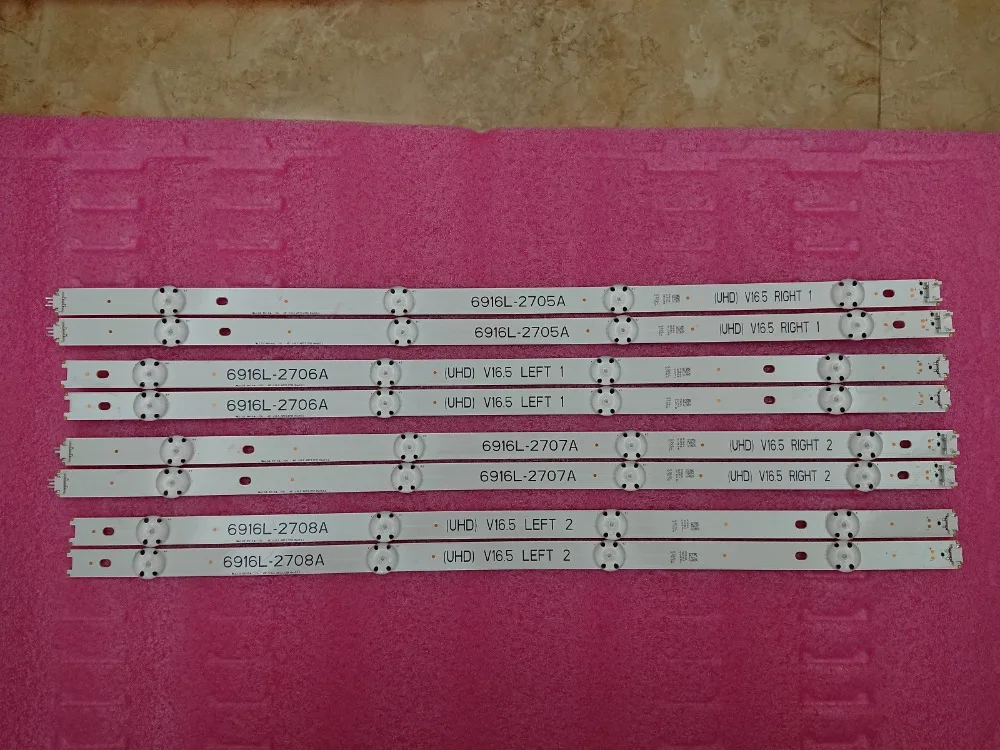 6916L-2705A (UHD) V16.5 RIGHT 1
6916L-2705A (UHD) V16.5 RIGHT 1
6916L-2706A (UHD) V16.5 LEFT 1
6916L-2706A (UHD) V16.5 LEFT 1
6916L-2707A (UHD) V16.5 RIGHT 2
6916L-2707A (UHD) V16.5 RIGHT 2
6916L-2708A (UHD) V16.5 LEFT 2
6916L-2708A (UHD) V16.5 LEFT 2